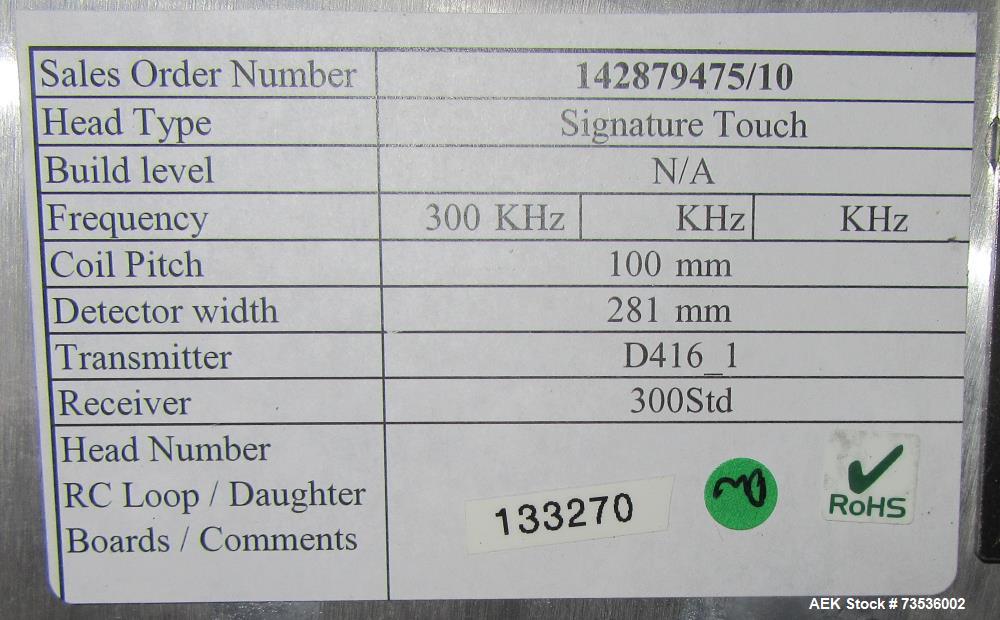 Sales Order Number 142879475/10
Head Type Signature Touch
Build level N/A
Frequency 300 KHz KHz KHz
Coil Pitch 100 mm
Detector width 281 mm
Transmitter D416_1
Receiver 300Std
Head Number
RC Loop / Daughter
Boards / Comments
133270
RoHS
AEK Stock # 73536002